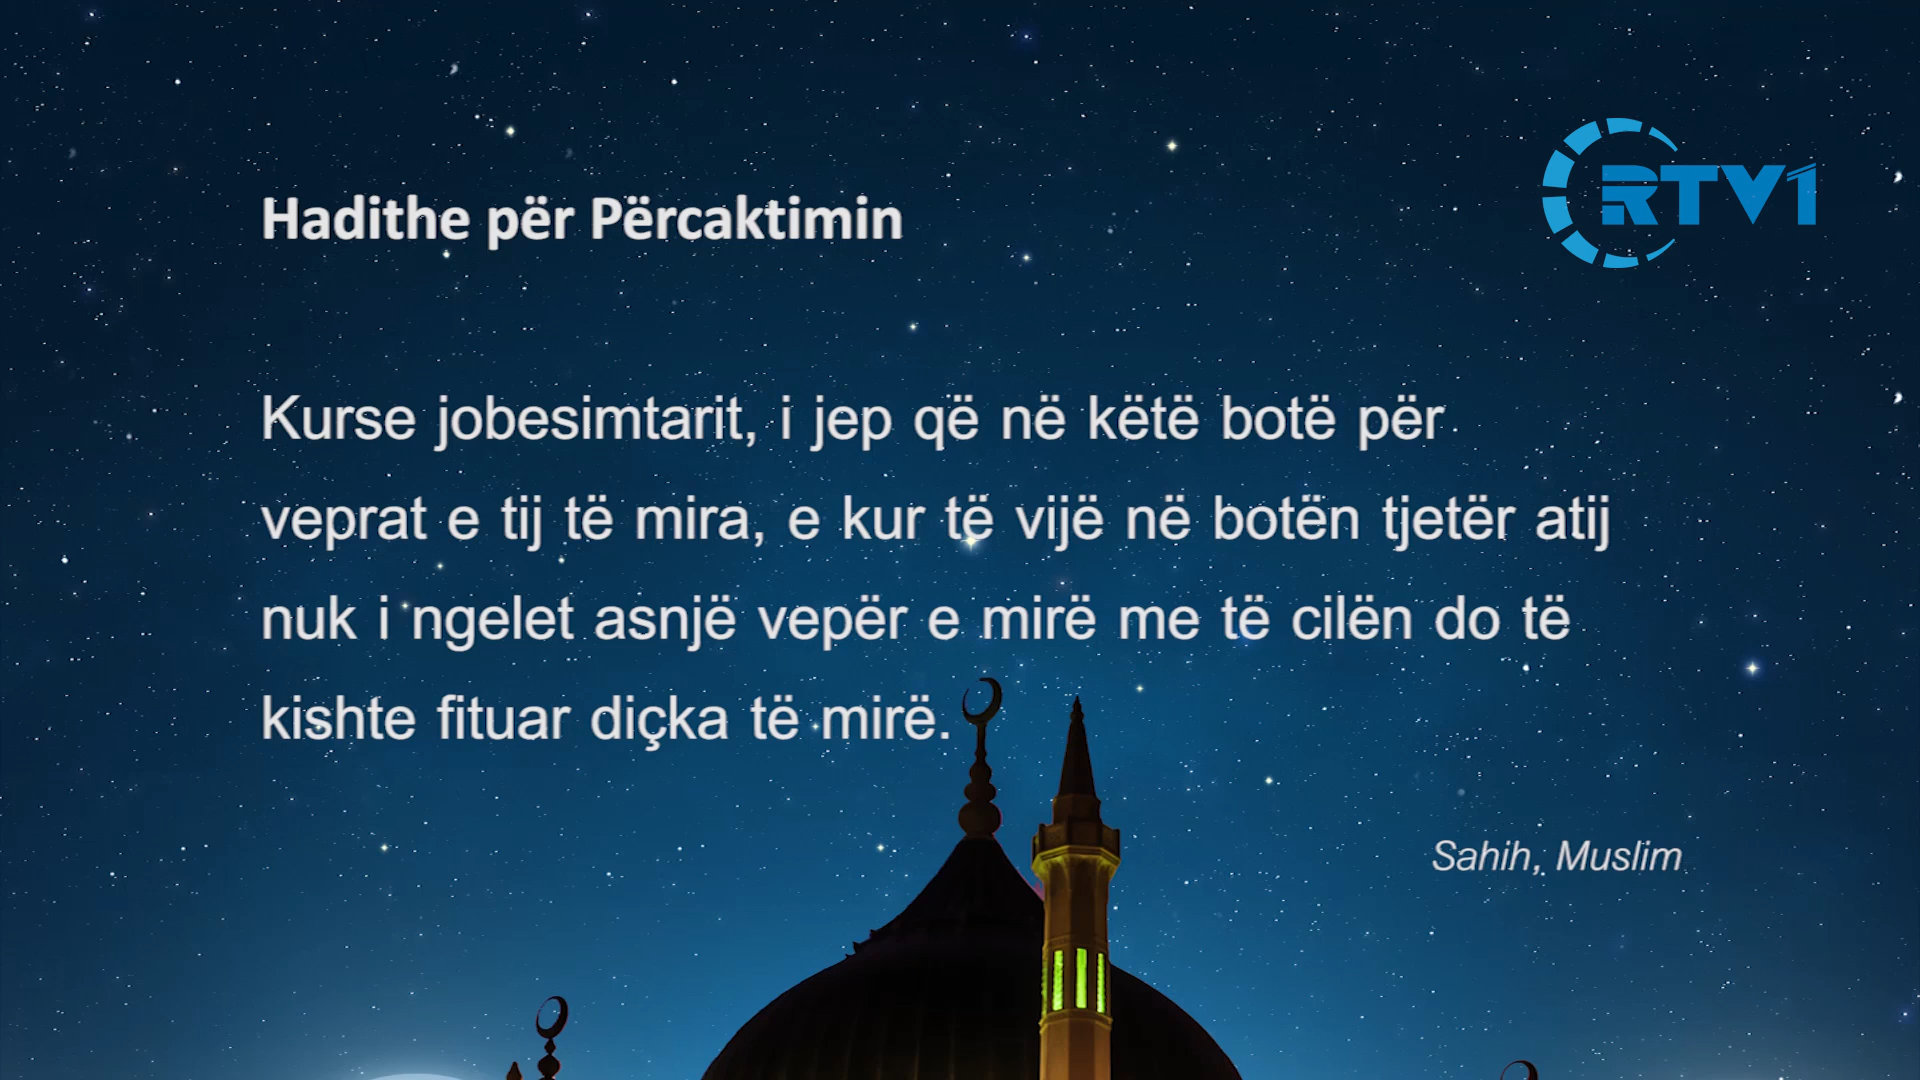 RTV1
Hadithe për Përcaktimin
Kurse jobesimtarit, i jep që në këtë botë për
veprat e tij të mira, e kur të vijë në botën tjetër atij
nuk i ngelet asnjë vepër e mirë me të cilën do të
kishte fituar diçka të mirë.
Sahih, Muslim